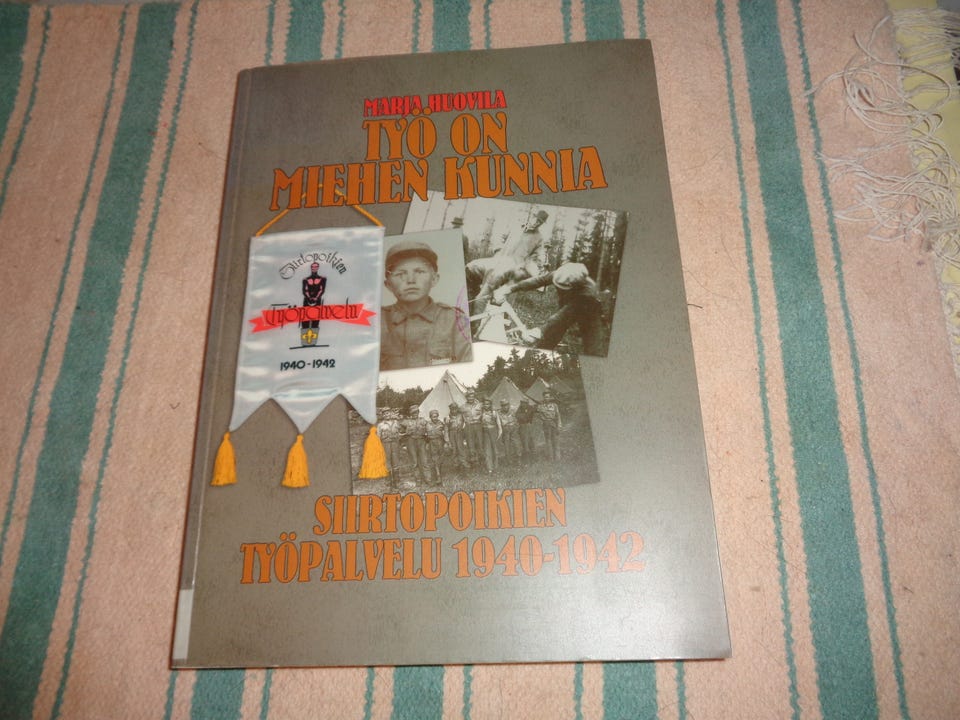 MARJA HUOVILA
TYÖ ON
MIEHEN KUNNIA
Siirtopoikien
Työpalvelu
1940-1942
SIIRTOPOIKIEN
TYÖPALVELU 1940-1942